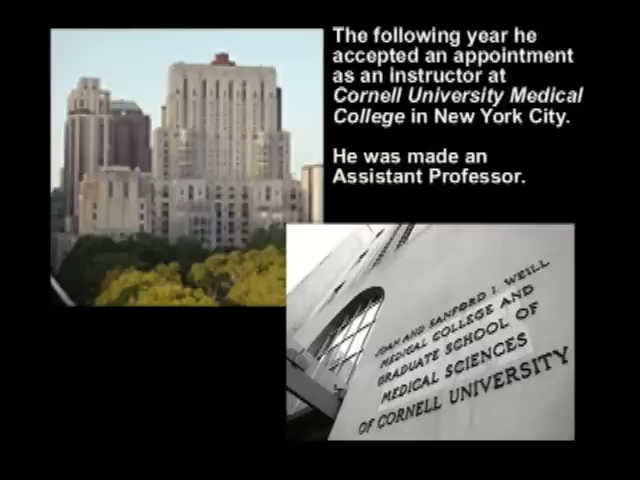 The following year he
accepted an appointment
as an instructor at
Cornell University Medical
College in New York City.
He was made an
Assistant Professor.
JOAN AND SANFORD I. WEILL
MEDICAL COLLEGE AND
GRADUATE SCHOOL OF
MEDICAL SCIENCES
OF CORNELL UNIVERSITY